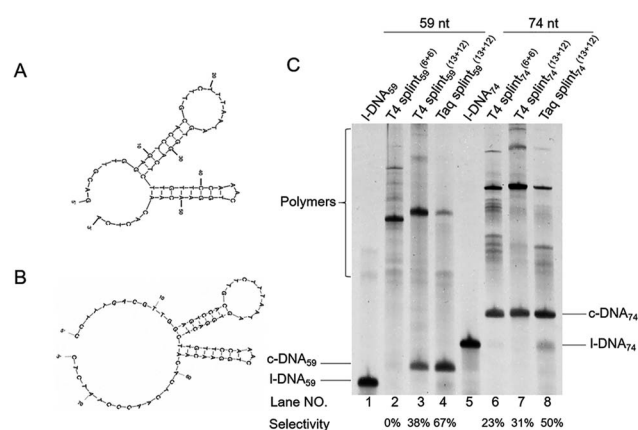 59 nt 74 nt
A
C
l-DNA59
T4 splint59(6+6)
T4 splint59(13+12)
Taq splint59(13+12)
l-DNA74
T4 splint74(6+6)
T4 splint74(13+12)
Taq splint74(13+12)
Polymers
B
c-DNA74
l-DNA74
c-DNA59
l-DNA59
Lane NO. 1 2 3 4 5 6 7 8
Selectivity 0% 38% 67% 23% 31% 50%